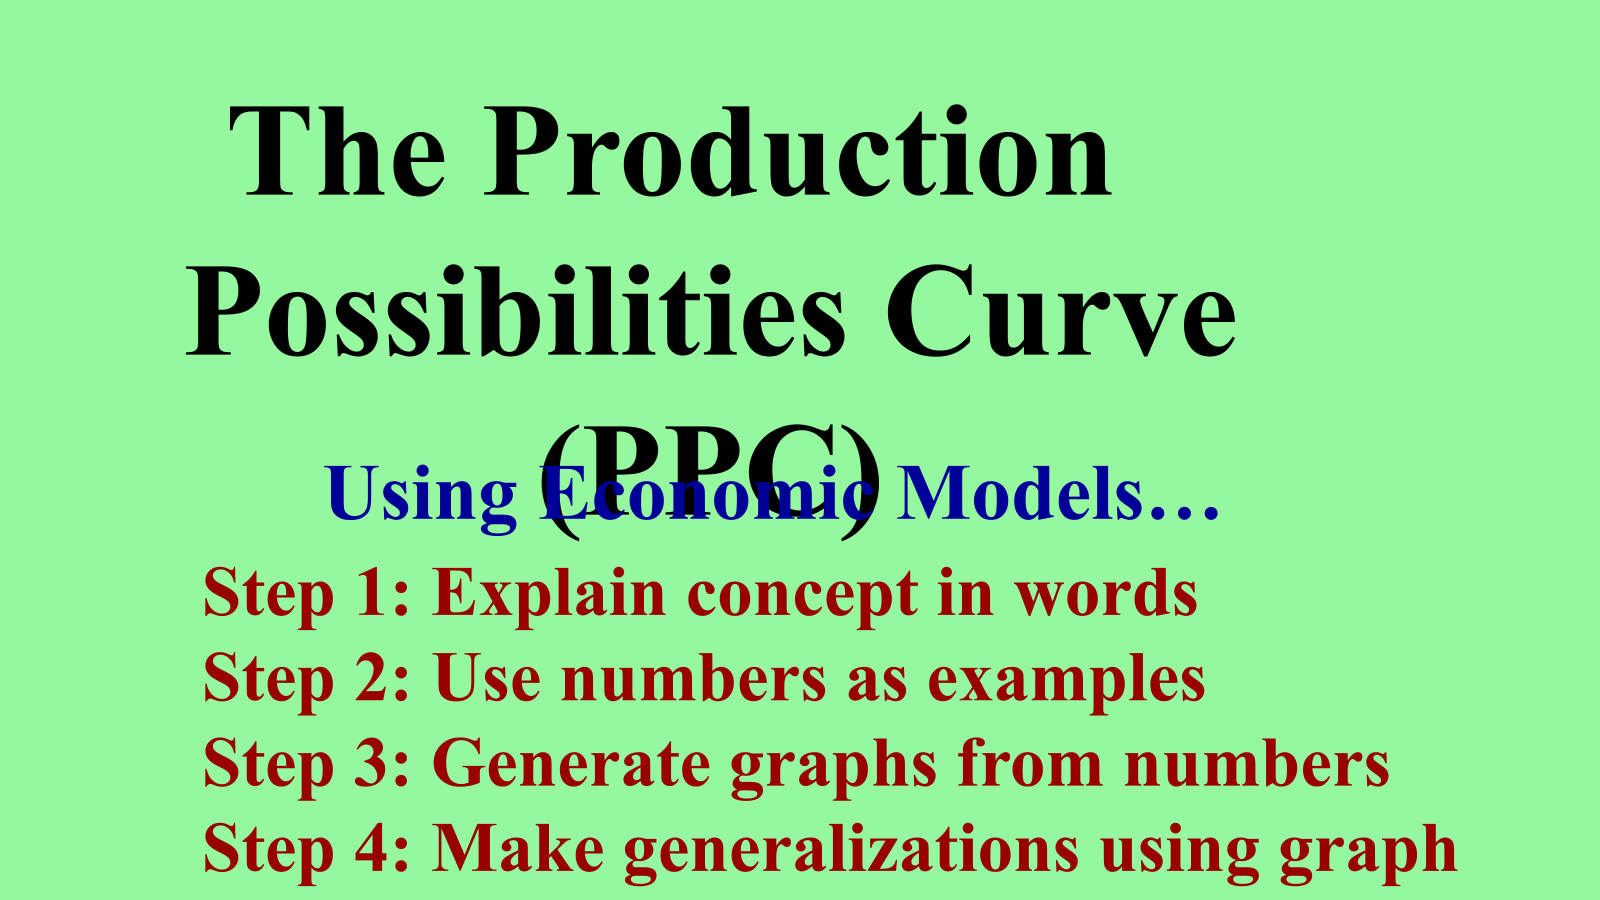 The Production
Possibilities Curve
(PPC)
Using Economic Models…
Step 1: Explain concept in words
Step 2: Use numbers as examples
Step 3: Generate graphs from numbers
Step 4: Make generalizations using graph